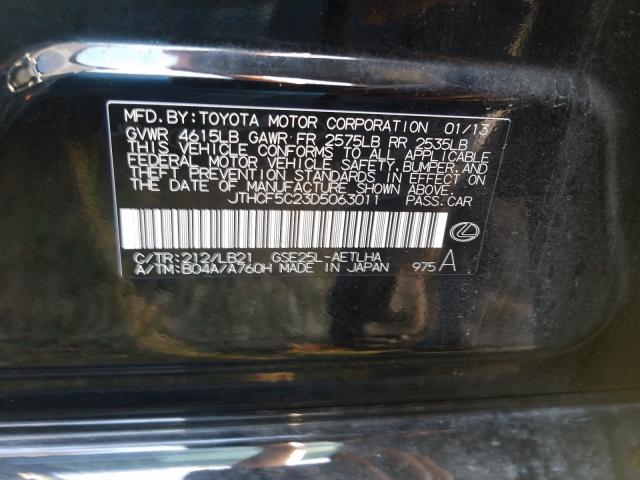 MFD. BY: TOYOTA MOTOR CORPORATION 01/13
GVWR 4615LB GAWR FR 2575LB RR 2535LB
THIS VEHICLE CONFORMS TO ALL APPLICABLE
FEDERAL MOTOR VEHICLE SAFETY, BUMPER, AND
THEFT PREVENTION STANDARDS IN EFFECT ON
THE DATE OF MANUFACTURE SHOWN ABOVE.
JTHCF5C23D5063011 PASS.CAR
C/TR:212/LB21 GSE25L-AETLHA
A/TM:B04A/A760H MADE IN JAPAN 975 A